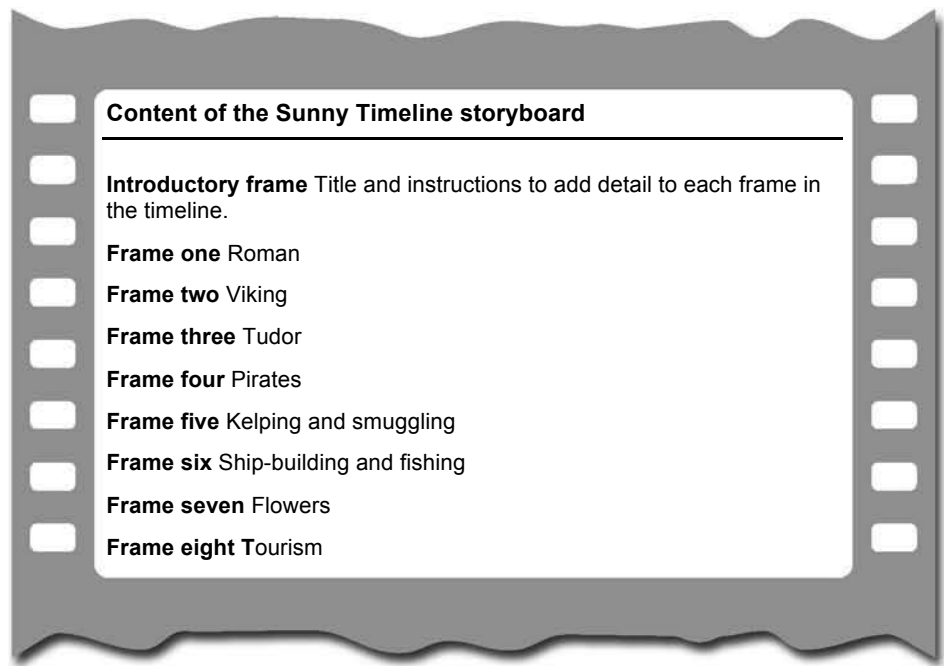 Content of the Sunny Timeline storyboard
Introductory frame Title and instructions to add detail to each frame in
the timeline.
Frame one Roman
Frame two Viking
Frame three Tudor
Frame four Pirates
Frame five Kelping and smuggling
Frame six Ship-building and fishing
Frame seven Flowers
Frame eight Tourism